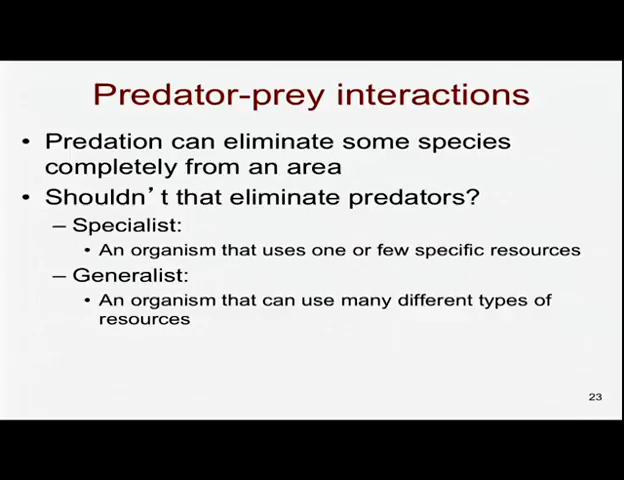 Predator-prey interactions
• Predation can eliminate some species
completely from an area
• Shouldn’t that eliminate predators?
– Specialist:
• An organism that uses one or few specific resources
– Generalist:
• An organism that can use many different types of
resources
23